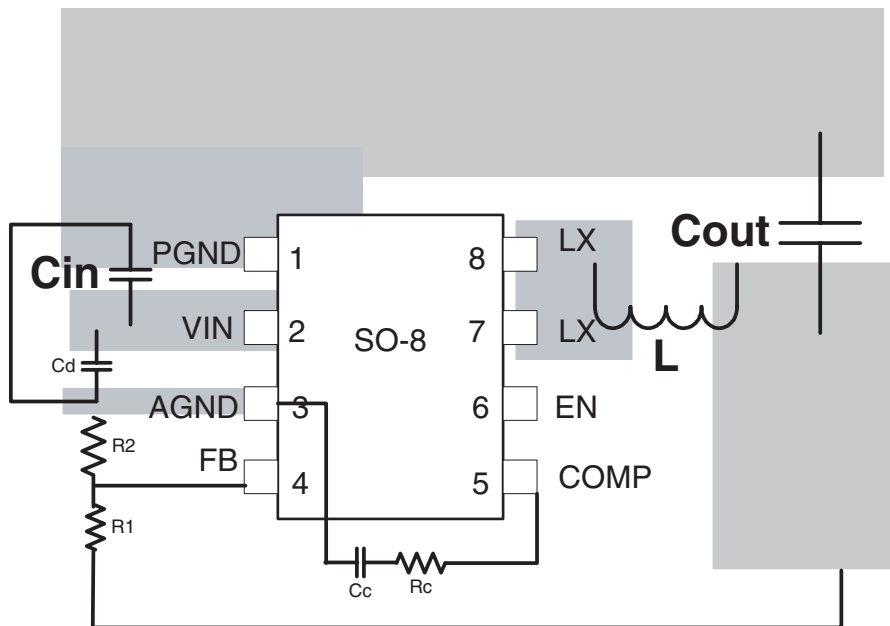 Cout
LX
PGND
1
8
Cin
VIN
2
SO-8
7
LX
L
Cd
AGND
3
6
EN
R2
FB
4
5
COMP
R1
Cc
Rc